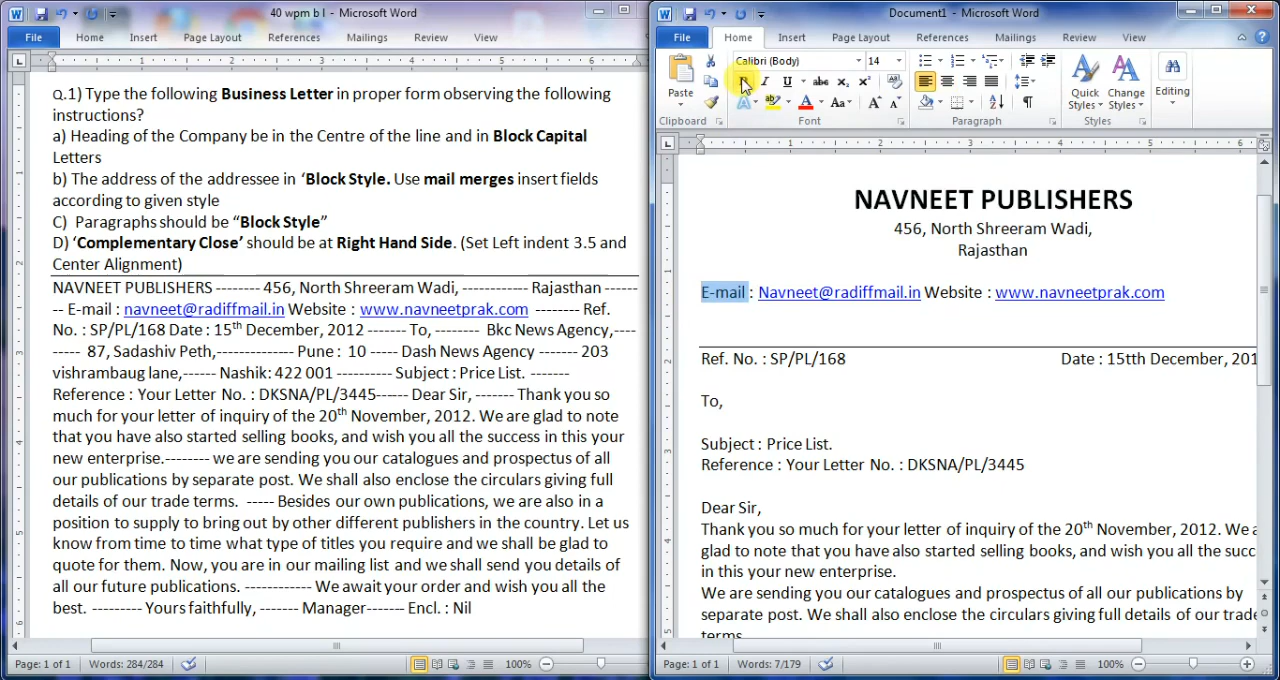 40 wpm b l - Microsoft Word
File Home Insert Page Layout References Mailings Review View
Q.1) Type the following Business Letter in proper form observing the following
instructions?
a) Heading of the Company be in the Centre of the line and in Block Capital
Letters
b) The address of the addressee in ‘Block Style. Use mail merges insert fields
according to given style
C) Paragraphs should be “Block Style”
D) ‘Complementary Close’ should be at Right Hand Side. (Set Left indent 3.5 and
Center Alignment)
NAVNEET PUBLISHERS -------- 456, North Shreeram Wadi, ------------ Rajasthan ------
-- E-mail : navneet@radiffmail.in Website : www.navneetprak.com -------- Ref.
No. : SP/PL/168 Date : 15th December, 2012 ------- To, -------- Bkc News Agency,----
-------- 87, Sadashiv Peth,------------- Pune : 10 ----- Dash News Agency ------- 203
vishrambaug lane,------ Nashik: 422 001 ---------- Subject : Price List. -------
Reference : Your Letter No. : DKSNA/PL/3445------ Dear Sir, ------- Thank you so
much for your letter of inquiry of the 20th November, 2012. We are glad to note
that you have also started selling books, and wish you all the success in this your
new enterprise.-------- we are sending you our catalogues and prospectus of all
our publications by separate post. We shall also enclose the circulars giving full
details of our trade terms. ----- Besides our own publications, we are also in a
position to supply to bring out by other different publishers in the country. Let us
know from time to time what type of titles you require and we shall be glad to
quote for them. Now, you are in our mailing list and we shall send you details of
all our future publications. ------------ We await your order and wish you all the
best. --------- Yours faithfully, ------- Manager------- Encl. : Nil
Page: 1 of 1 Words: 284/284 100%
Document1 - Microsoft Word
File Home Insert Page Layout References Mailings Review View
Calibri (Body) 14
Paste
Quick Styles
Change Styles
Editing
Clipboard Font Paragraph Styles
NAVNEET PUBLISHERS
456, North Shreeram Wadi,
Rajasthan
E-mail : Navneet@radiffmail.in Website : www.navneetprak.com
Ref. No. : SP/PL/168 Date : 15tth December, 201
To,
Subject : Price List.
Reference : Your Letter No. : DKSNA/PL/3445
Dear Sir,
Thank you so much for your letter of inquiry of the 20th November, 2012. We a
glad to note that you have also started selling books, and wish you all the succ
in this your new enterprise.
We are sending you our catalogues and prospectus of all our publications by
separate post. We shall also enclose the circulars giving full details of our trade
terms.
Page: 1 of 1 Words: 7/179 100%